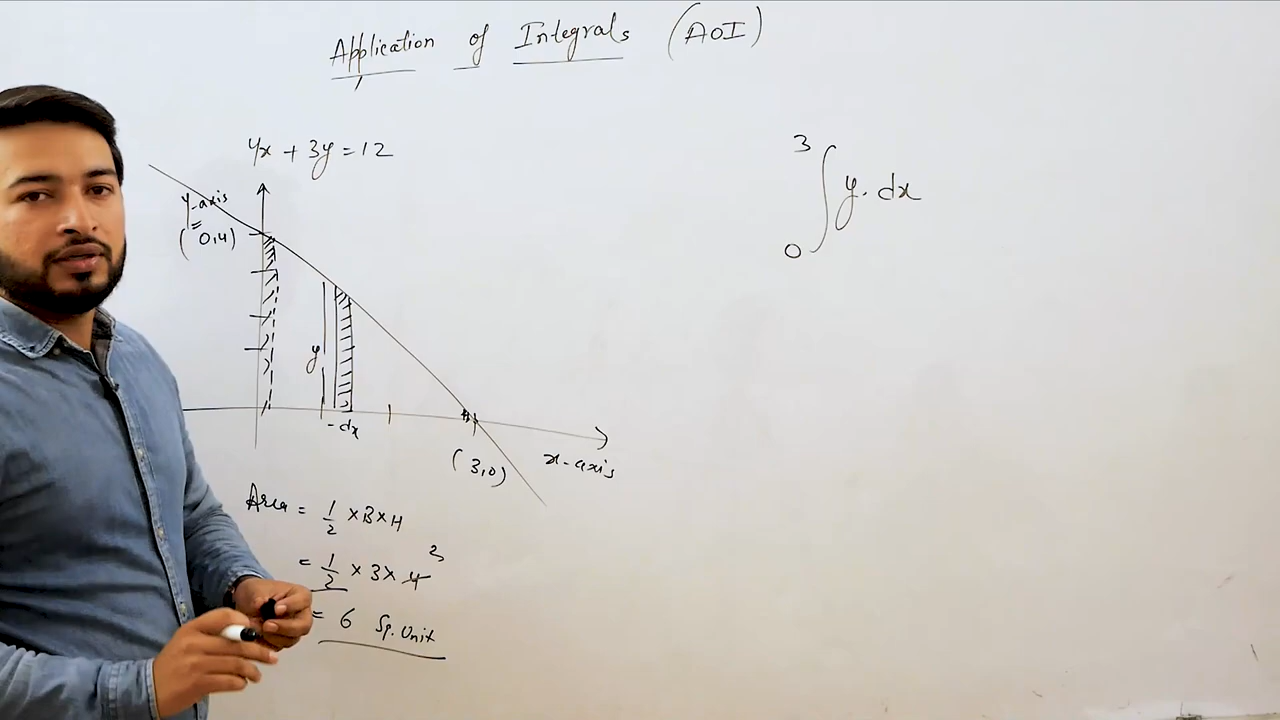 Application of Integrals (AOI)
4x + 3y = 12
y-axis
(0,4)
y
dx
(3,0)
x-axis
Area = 1/2 × B × H
= 1/2 × 3 × 4 2
= 6 Sq. Unit
3
∫ y. dx
0